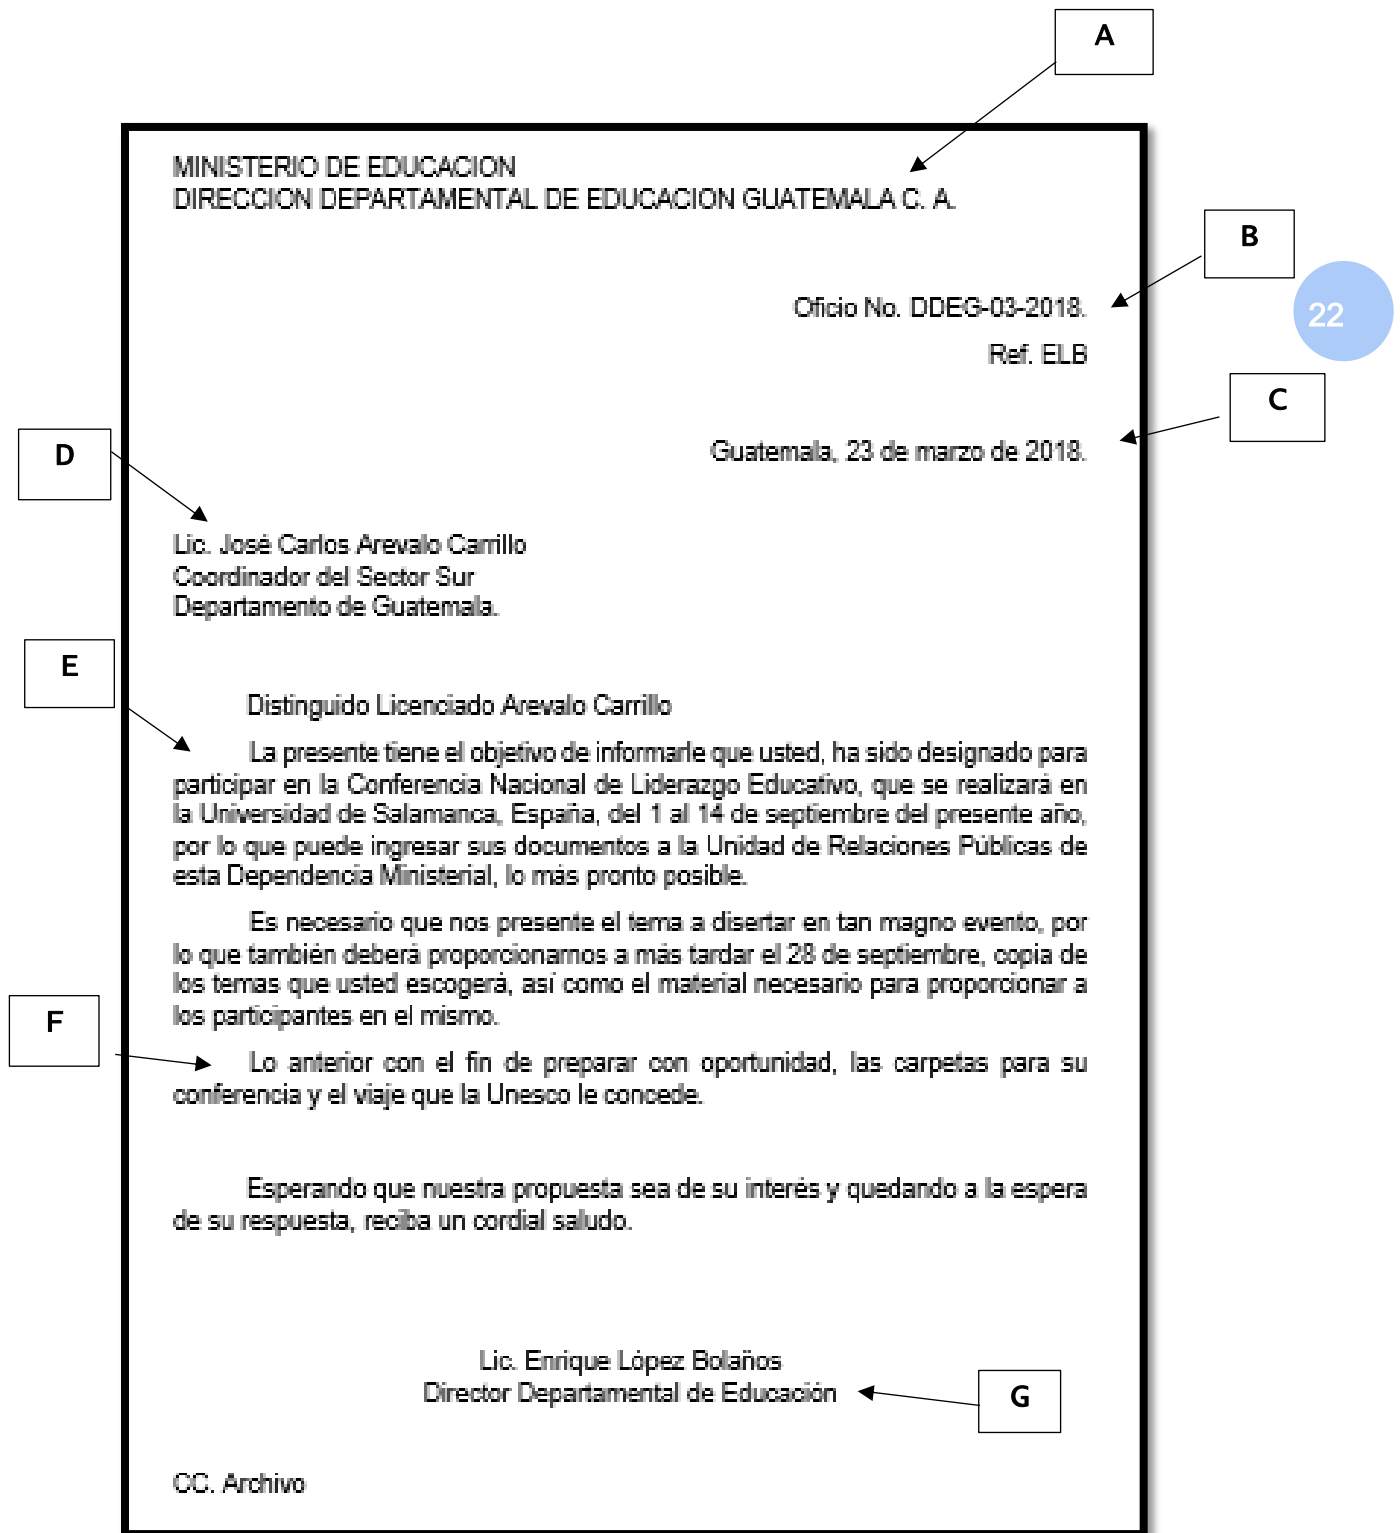 A
MINISTERIO DE EDUCACION
DIRECCION DEPARTAMENTAL DE EDUCACION GUATEMALA C. A.
B
Oficio No. DDEG-03-2018.
22
Ref. ELB
C
Guatemala, 23 de marzo de 2018.
D
Lic. José Carlos Arevalo Carrillo
Coordinador del Sector Sur
Departamento de Guatemala.
E
Distinguido Licenciado Arevalo Carrillo
La presente tiene el objetivo de informarle que usted, ha sido designado para
participar en la Conferencia Nacional de Liderazgo Educativo, que se realizará en
la Universidad de Salamanca, España, del 1 al 14 de septiembre del presente año,
por lo que puede ingresar sus documentos a la Unidad de Relaciones Públicas de
esta Dependencia Ministerial, lo más pronto posible.
Es necesario que nos presente el tema a disertar en tan magno evento, por
lo que también deberá proporcionarnos a más tardar el 28 de septiembre, copia de
los temas que usted escogerá, así como el material necesario para proporcionar a
los participantes en el mismo.
F
Lo anterior con el fin de preparar con oportunidad, las carpetas para su
conferencia y el viaje que la Unesco le concede.
Esperando que nuestra propuesta sea de su interés y quedando a la espera
de su respuesta, reciba un cordial saludo.
Lic. Enrique López Bolaños
Director Departamental de Educación
G
CC. Archivo